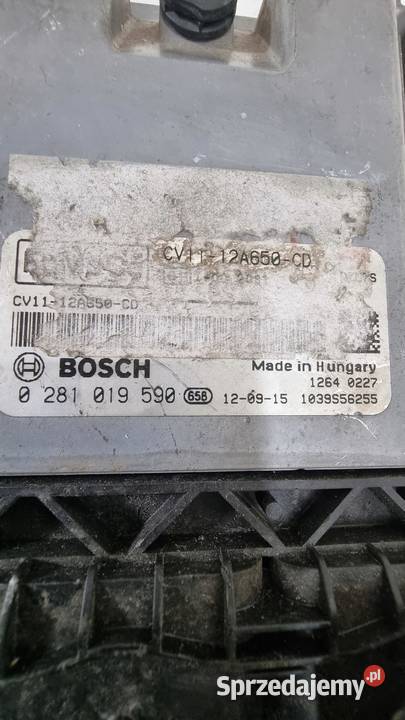 CV11-12A650-CD
CV11-12A650-CD
BOSCH
Made in Hungary
1264 0227
0 281 019 590 658 12-09-15 1039S56255
Sprzedajemy.pl